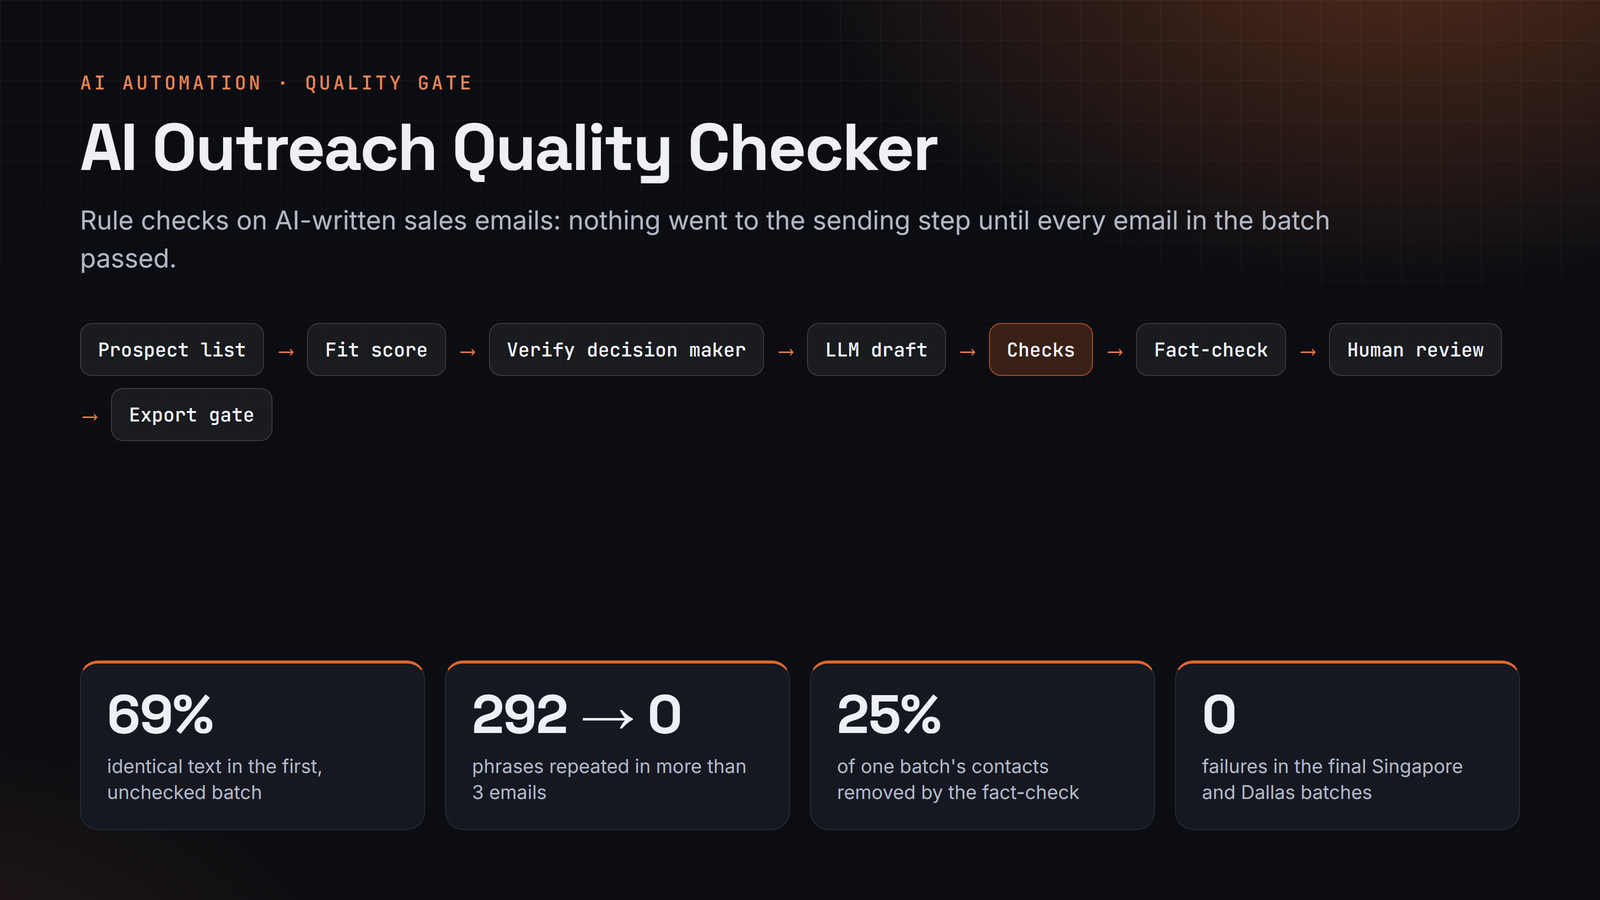 AI AUTOMATION · QUALITY GATE
AI Outreach Quality Checker
Rule checks on AI-written sales emails: nothing went to the sending step until every email in the batch
passed.
Prospect list → Fit score → Verify decision maker → LLM draft → Checks → Fact-check → Human review
→ Export gate
69%
identical text in the first,
unchecked batch
292 → 0
phrases repeated in more than
3 emails
25%
of one batch's contacts
removed by the fact-check
0
failures in the final Singapore
and Dallas batches